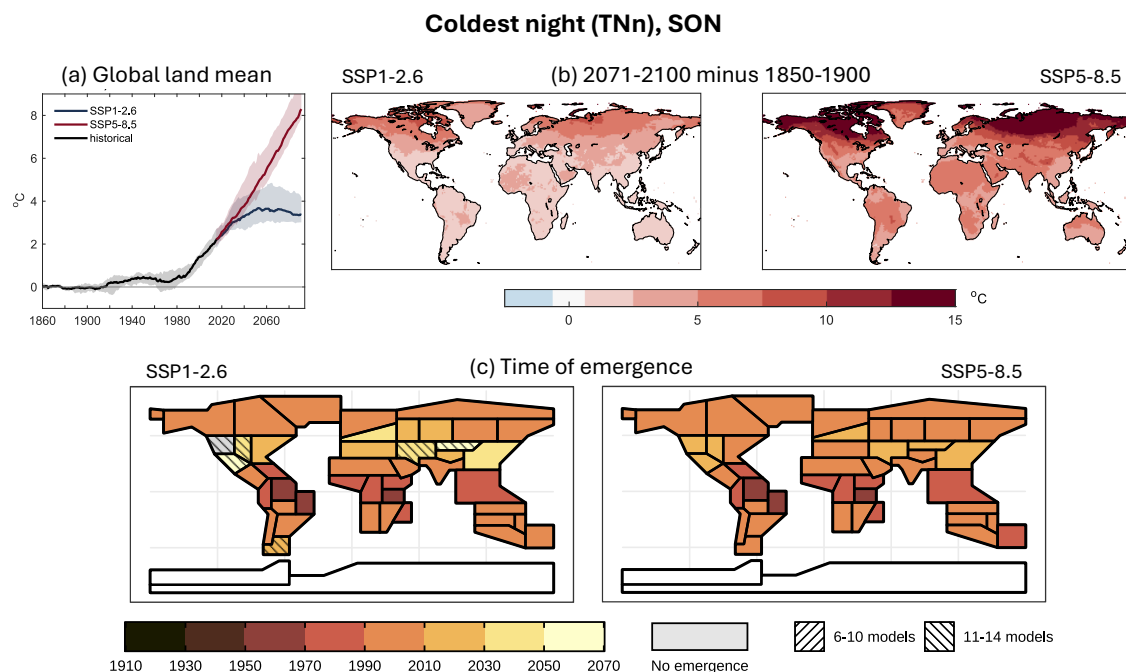 Coldest night (TNn), SON
(a) Global land mean
SSP1-2.6
(b) 2071-2100 minus 1850-1900
SSP5-8.5
SSP1-2.6
SSP5-8.5
historical
°C
8
6
4
2
0
1860 1900 1940 1980 2020 2060
0 5 10 15
°C
(c) Time of emergence
SSP1-2.6
SSP5-8.5
1910 1930 1950 1970 1990 2010 2030 2050 2070
No emergence
6-10 models
11-14 models